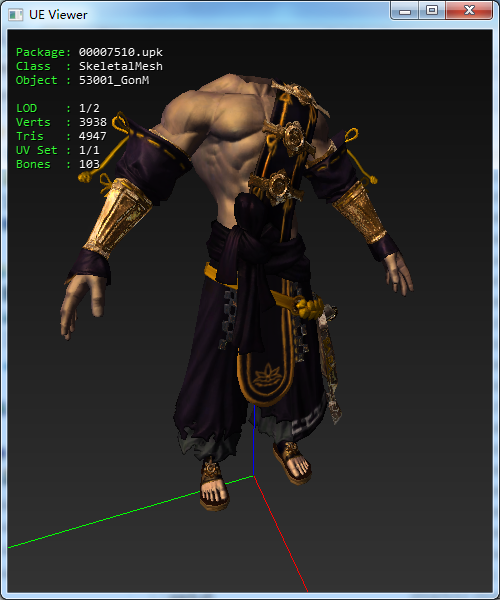 UE Viewer
Package: 00007510.upk
Class : SkeletalMesh
Object : 53001_GonM
LOD : 1/2
Verts : 3938
Tris : 4947
UV Set : 1/1
Bones : 103